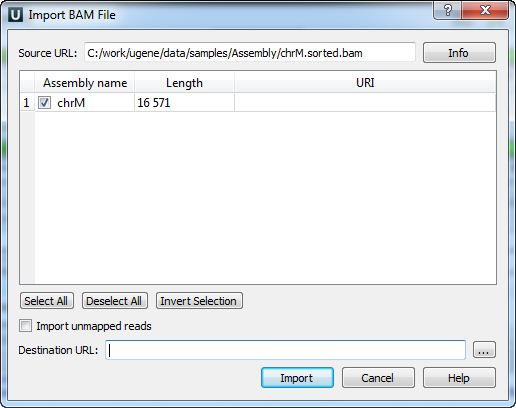 U Import BAM File ?
Source URL: C:/work/ugene/data/samples/Assembly/chrM.sorted.bam Info
Assembly name Length URI
1 chrM 16 571
Select All Deselect All Invert Selection
Import unmapped reads
Destination URL: ...
Import Cancel Help